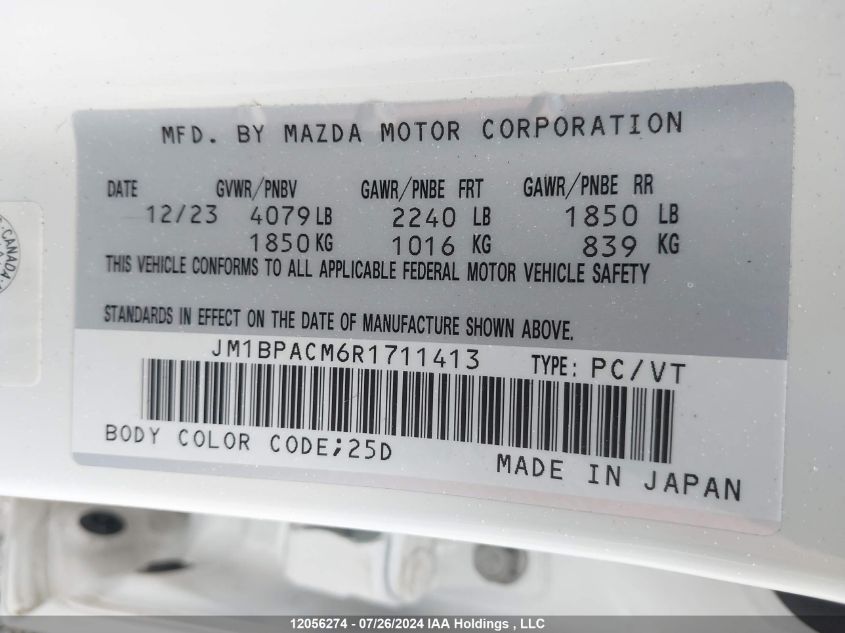 MFD. BY MAZDA MOTOR CORPORATION
DATE GVWR/PNBV GAWR/PNBE FRT GAWR/PNBE RR
12/23 4079 LB 2240 LB 1850 LB
1850 KG 1016 KG 839 KG
THIS VEHICLE CONFORMS TO ALL APPLICABLE FEDERAL MOTOR VEHICLE SAFETY
STANDARDS IN EFFECT ON THE DATE OF MANUFACTURE SHOWN ABOVE.
JM1BPACM6R1711413 TYPE: PC/VT
BODY COLOR CODE;25D
MADE IN JAPAN
CANADA
12056274 - 07/26/2024 IAA Holdings , LLC